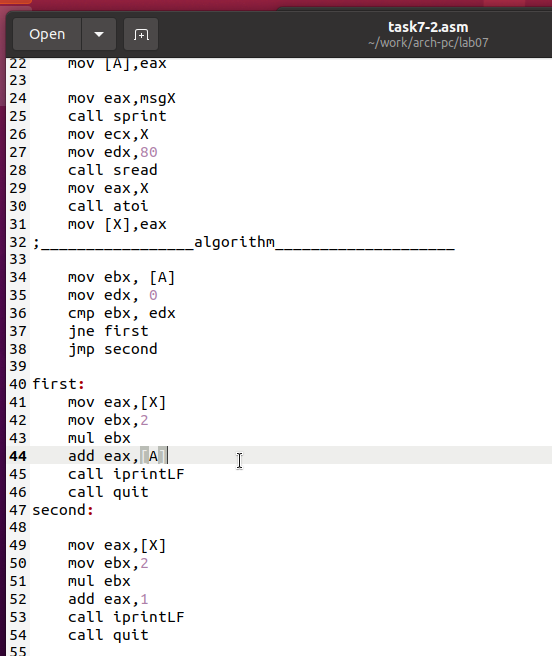 Open
task7-2.asm
~/work/arch-pc/lab07
22 mov [A],eax
23
24 mov eax,msgX
25 call sprint
26 mov ecx,X
27 mov edx,80
28 call sread
29 mov eax,X
30 call atoi
31 mov [X],eax
32 ;_________________algorithm____________________
33
34 mov ebx, [A]
35 mov edx, 0
36 cmp ebx, edx
37 jne first
38 jmp second
39
40 first:
41 mov eax,[X]
42 mov ebx,2
43 mul ebx
44 add eax,[A]
45 call iprintLF
46 call quit
47 second:
48
49 mov eax,[X]
50 mov ebx,2
51 mul ebx
52 add eax,1
53 call iprintLF
54 call quit
55